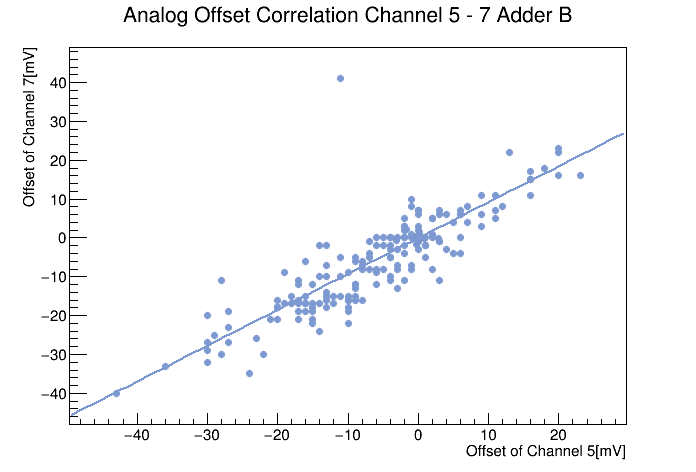 Analog Offset Correlation Channel 5 - 7 Adder B
Offset of Channel 7[mV]
40
30
20
10
0
−10
−20
−30
−40
−40 −30 −20 −10 0 10 20
Offset of Channel 5[mV]